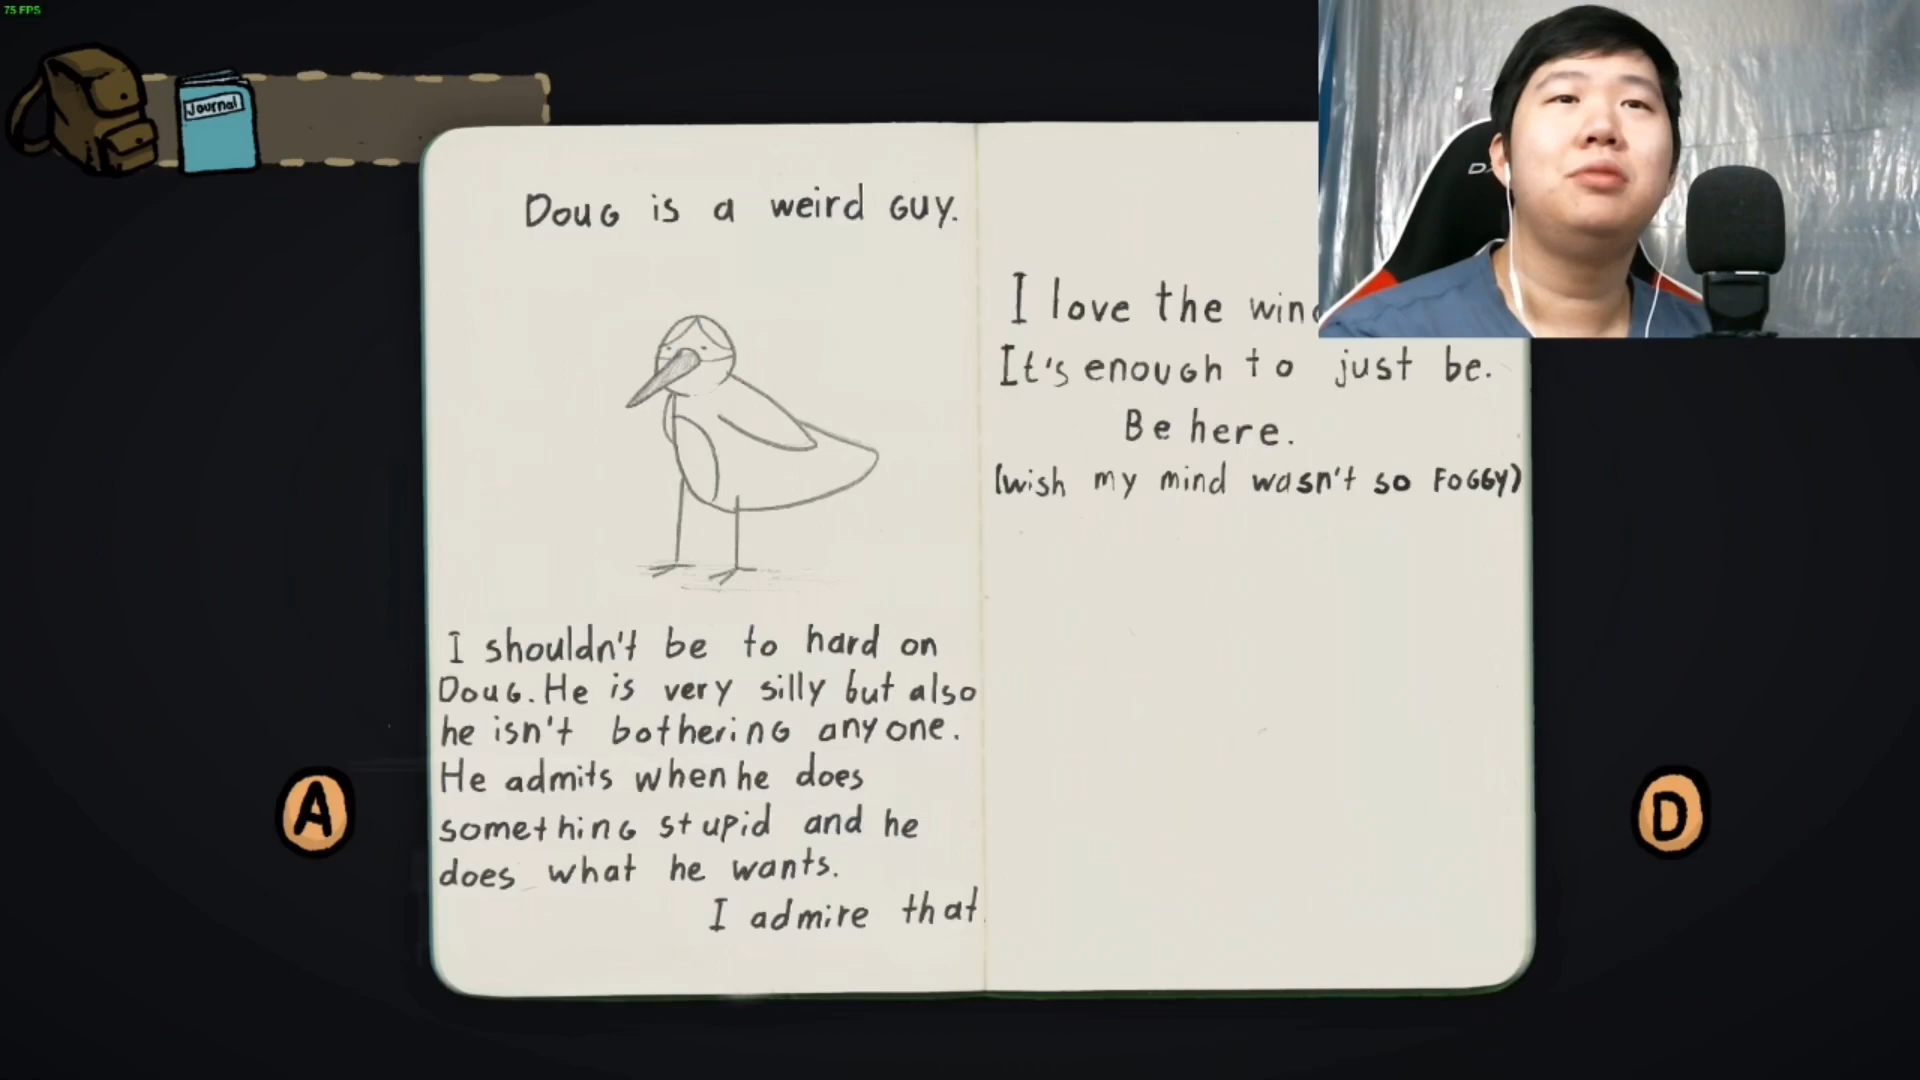 75 FPS
Journal
Doug is a weird guy.
I shouldn't be to hard on
Doug. He is very silly but also
he isn't bothering anyone.
He admits when he does
something stupid and he
does what he wants.
I admire that.
I love the
It's enough to just be.
Be here.
(wish my mind wasn't so FOGGY)
A
D